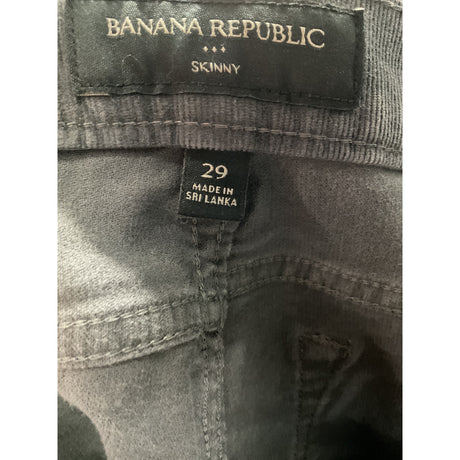 BANANA REPUBLIC
SKINNY
29
MADE IN
SRI LANKA